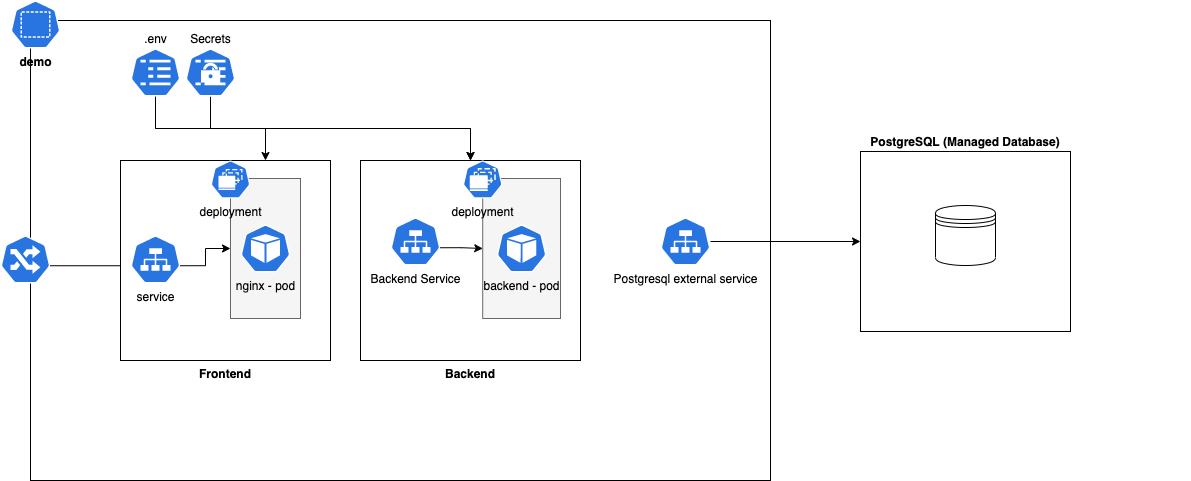 demo
.env
Secrets
PostgreSQL (Managed Database)
deployment
service
nginx - pod
Frontend
deployment
Backend Service
backend - pod
Backend
Postgresql external service